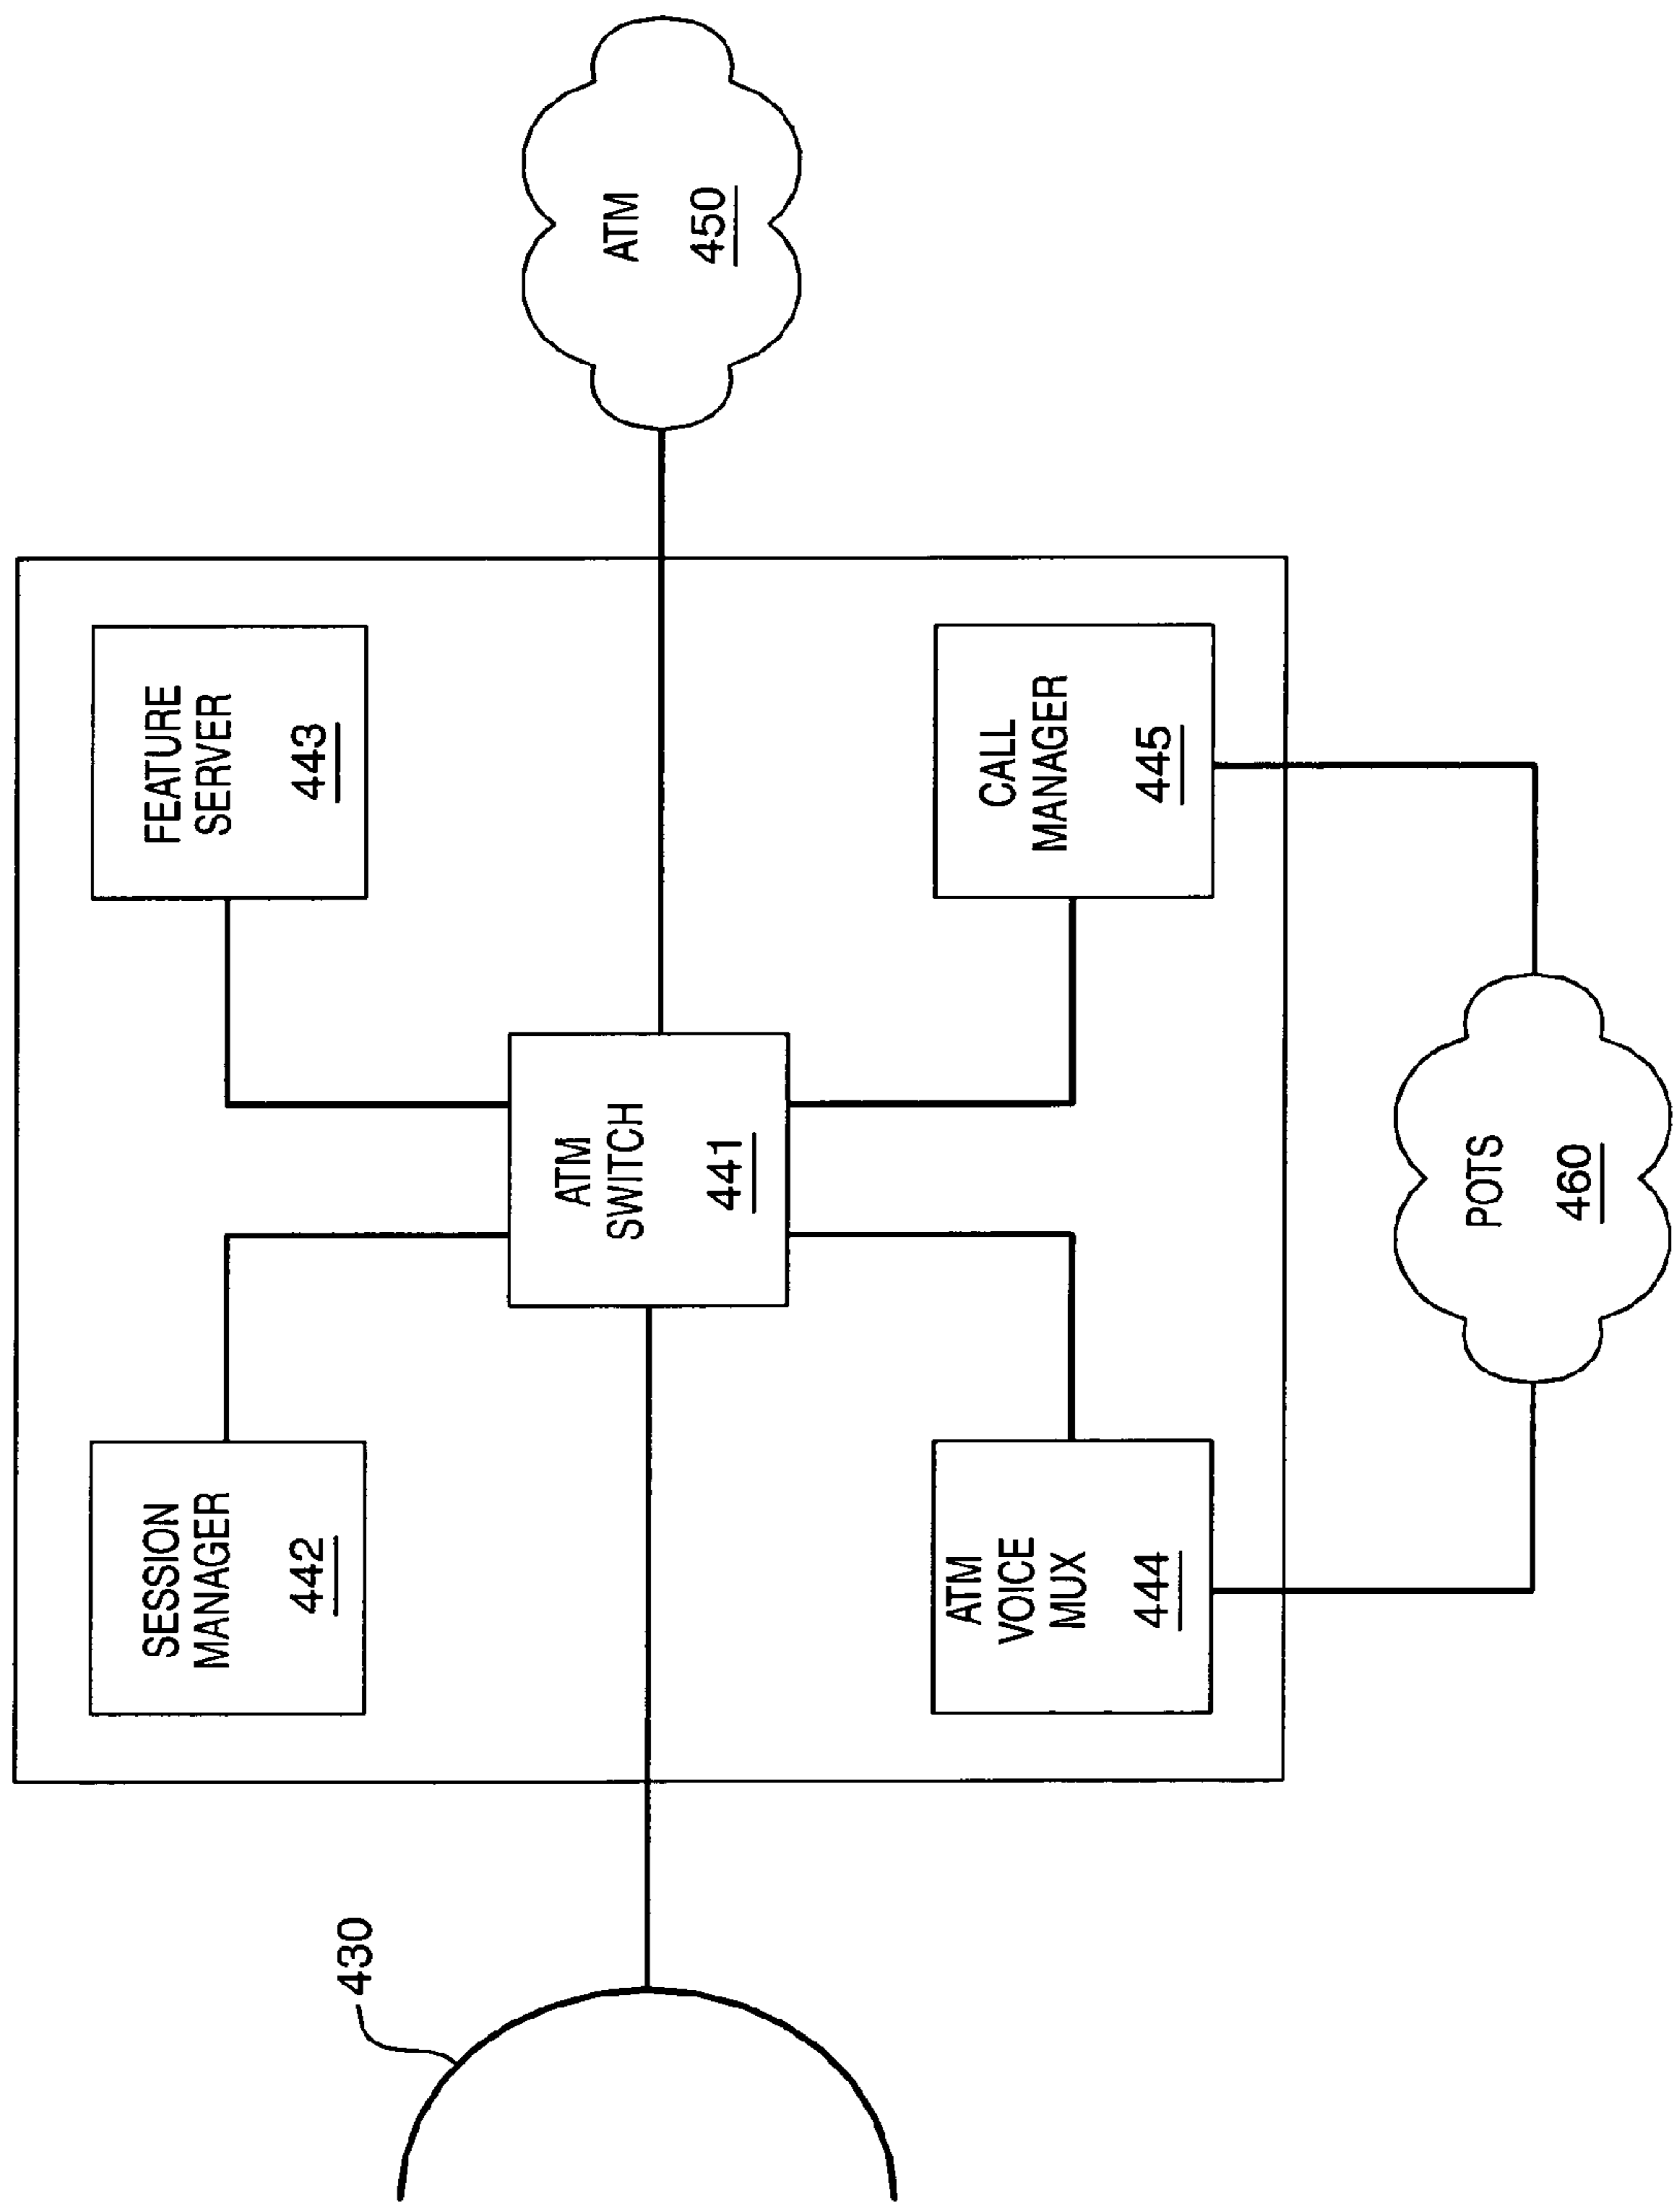 430
SESSION
MANAGER
442
FEATURE
SERVER
443
ATM
SWITCH
441
ATM
450
ATM
VOICE
MUX
444
CALL
MANAGER
445
POTS
460